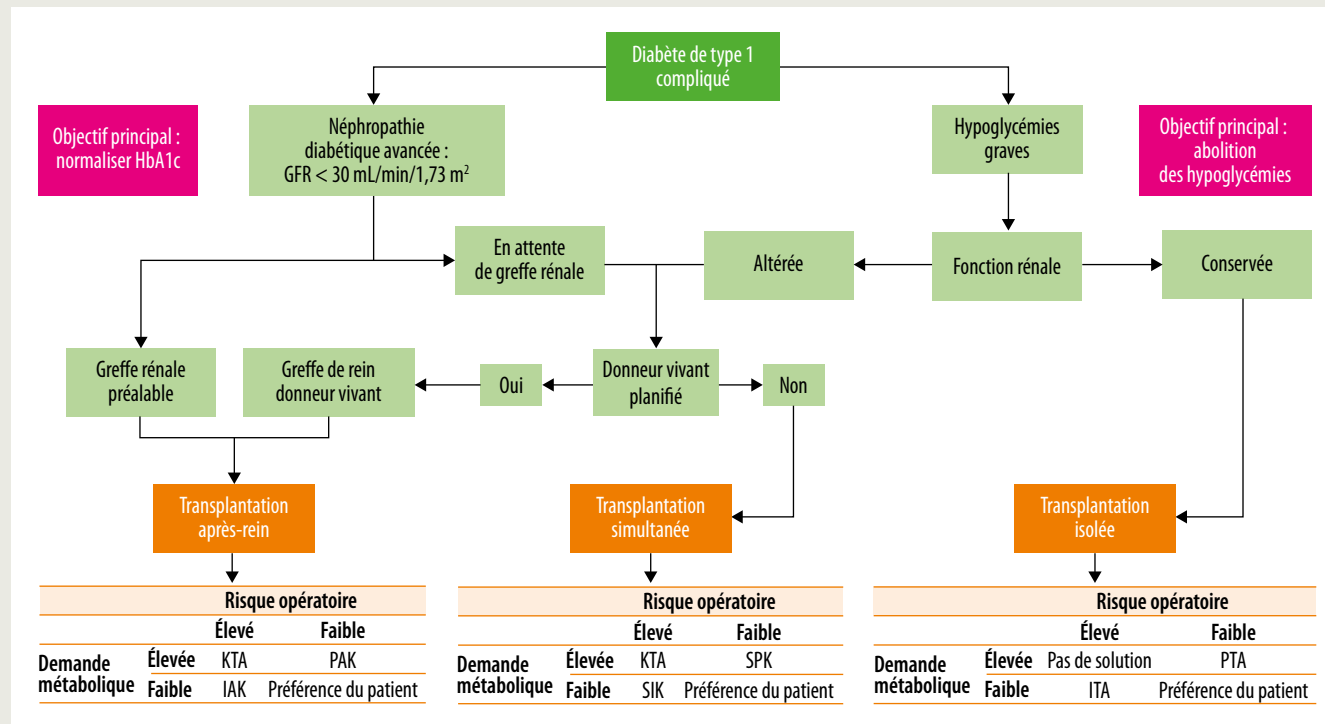 Diabète de type 1
compliqué
Objectif principal :
normaliser HbA1c
Néphropathie
diabétique avancée :
GFR < 30 mL/min/1,73 m²
Hypoglycémies
graves
Objectif principal :
abolition
des hypoglycémies
En attente
de greffe rénale
Altérée
Fonction rénale
Conservée
Greffe rénale
préalable
Greffe de rein
donneur vivant
Oui
Donneur vivant
planifié
Non
Transplantation
après-rein
Transplantation
simultanée
Transplantation
isolée
Risque opératoire
Élevé Faible
Demande
métabolique
Élevée KTA PAK
Faible IAK Préférence du patient
Risque opératoire
Élevé Faible
Demande
métabolique
Élevée KTA SPK
Faible SIK Préférence du patient
Risque opératoire
Élevé Faible
Demande
métabolique
Élevée Pas de solution PTA
Faible ITA Préférence du patient